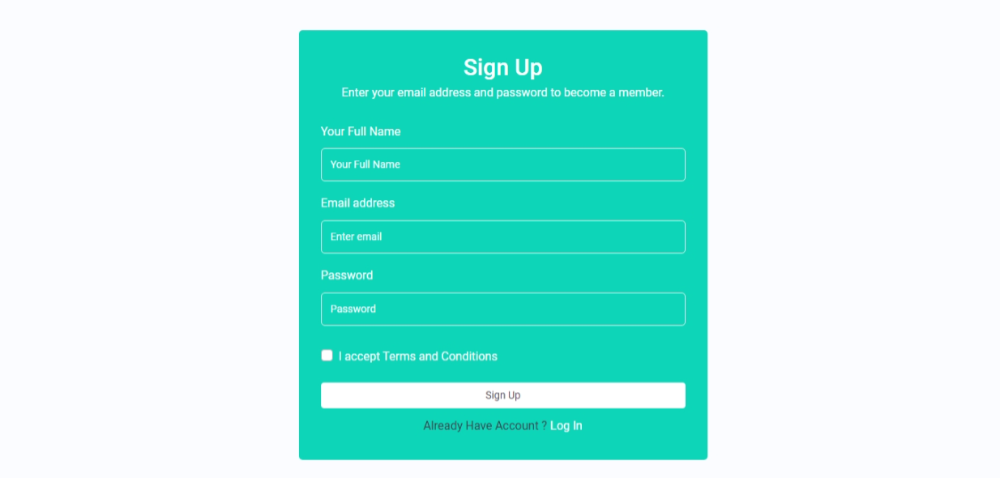 Sign Up
Enter your email address and password to become a member.
Your Full Name
Your Full Name
Email address
Enter email
Password
Password
I accept Terms and Conditions
Sign Up
Already Have Account ? Log In